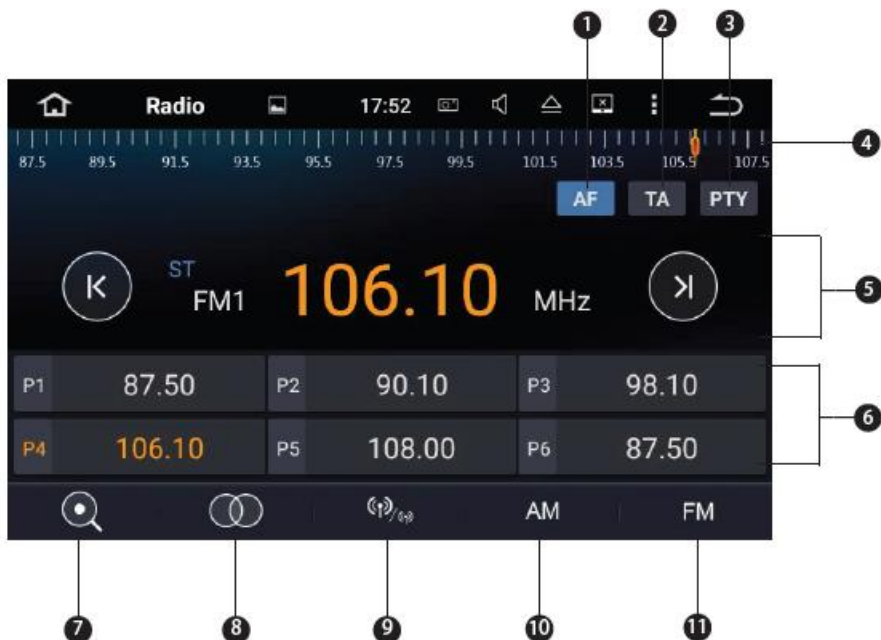 1 2 3
Radio 17:52
87.5 89.5 91.5 93.5 95.5 97.5 99.5 101.5 103.5 105.5 107.5
4
AF TA PTY
ST
FM1 106.10 MHz
5
P1 87.50 P2 90.10 P3 98.10
6
P4 106.10 P5 108.00 P6 87.50
AM FM
7 8 9 10 11